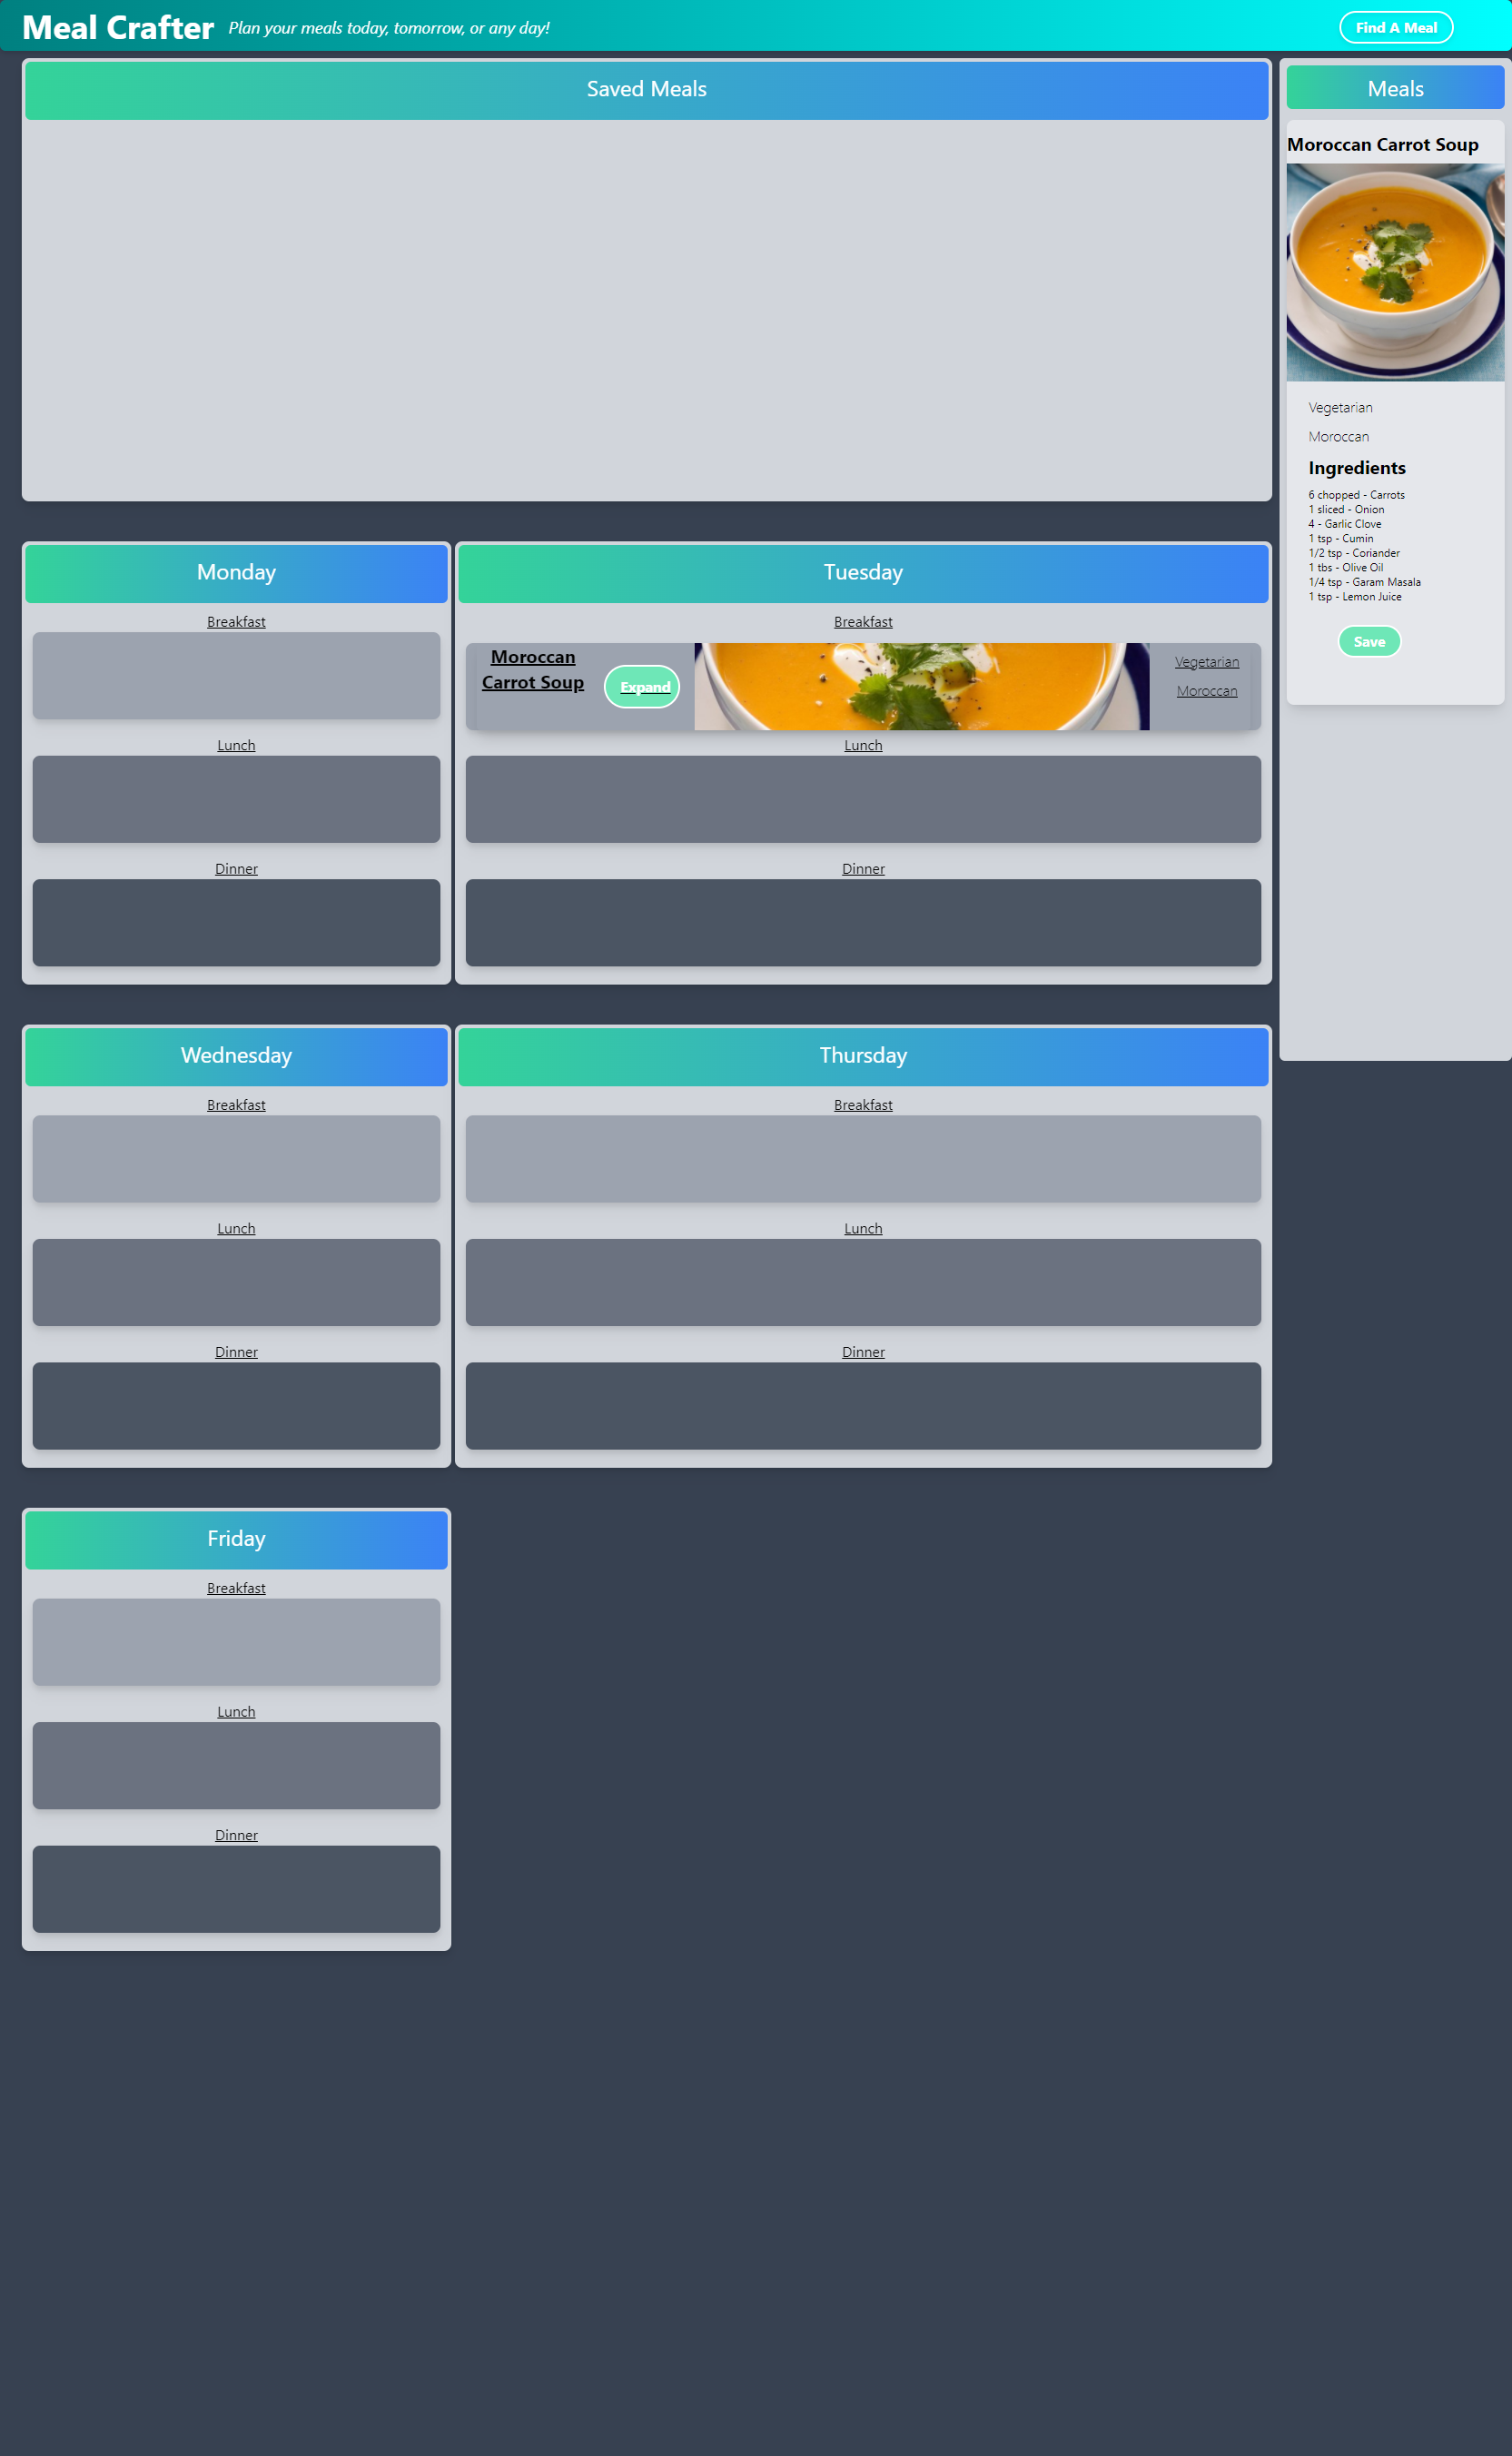 Meal Crafter
Plan your meals today, tomorrow, or any day!
Find A Meal
Saved Meals
Meals
Moroccan Carrot Soup
Vegetarian
Moroccan
Ingredients
6 chopped - Carrots
1 sliced - Onion
4 - Garlic Clove
1 tsp - Cumin
1/2 tsp - Coriander
1 tbs - Olive Oil
1/4 tsp - Garam Masala
1 tsp - Lemon Juice
Save
Monday
Breakfast
Lunch
Dinner
Tuesday
Breakfast
Moroccan
Carrot Soup
Expand
Vegetarian
Moroccan
Lunch
Dinner
Wednesday
Breakfast
Lunch
Dinner
Thursday
Breakfast
Lunch
Dinner
Friday
Breakfast
Lunch
Dinner